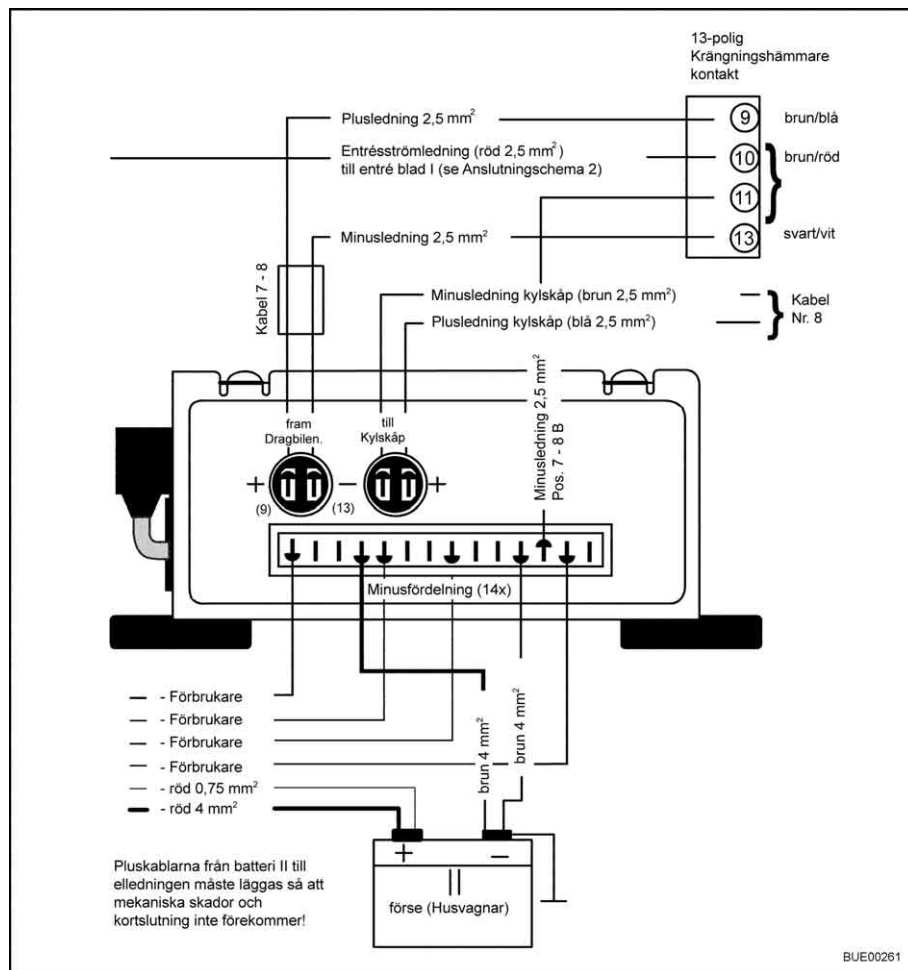 13-polig
Krängningshämmare
kontakt
Plusledning 2,5 mm²
9
brun/blå
Entrésströmledning (röd 2,5 mm²)
till entré blad I (se Anslutningschema 2)
10
brun/röd
11
Minusledning 2,5 mm²
13
svart/vit
Kabel 7 - 8
Minusledning kylskåp (brun 2,5 mm²)
Plusledning kylskåp (blå 2,5 mm²)
Kabel
Nr. 8
Minusledning 2,5 mm²
Pos. 7 - 8 B
fram
Dragbilen.
till
Kylskåp
+
–
+
(9)
(13)
Minusfördelning (14x)
– - Förbrukare
– - Förbrukare
– - Förbrukare
– - Förbrukare
– - röd 0,75 mm²
– - röd 4 mm²
brun 4 mm²
brun 4 mm²
+
–
II
förse (Husvagnar)
Pluskablarna från batteri II till
elledningen måste läggas så att
mekaniska skador och
kortslutning inte förekommer!
BUE00261